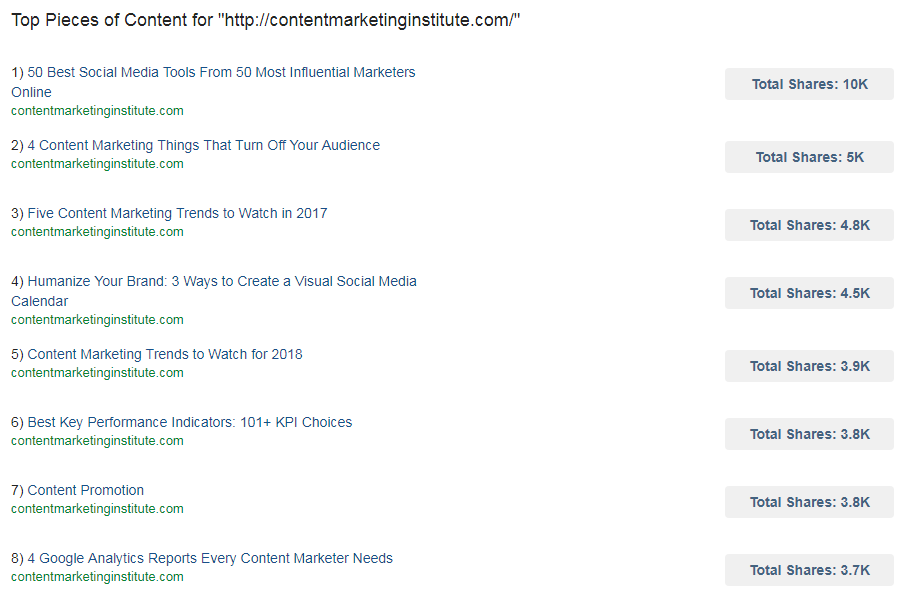 Top Pieces of Content for "http://contentmarketinginstitute.com/"
1) 50 Best Social Media Tools From 50 Most Influential Marketers
Online
contentmarketinginstitute.com
Total Shares: 10K
2) 4 Content Marketing Things That Turn Off Your Audience
contentmarketinginstitute.com
Total Shares: 5K
3) Five Content Marketing Trends to Watch in 2017
contentmarketinginstitute.com
Total Shares: 4.8K
4) Humanize Your Brand: 3 Ways to Create a Visual Social Media
Calendar
contentmarketinginstitute.com
Total Shares: 4.5K
5) Content Marketing Trends to Watch for 2018
contentmarketinginstitute.com
Total Shares: 3.9K
6) Best Key Performance Indicators: 101+ KPI Choices
contentmarketinginstitute.com
Total Shares: 3.8K
7) Content Promotion
contentmarketinginstitute.com
Total Shares: 3.8K
8) 4 Google Analytics Reports Every Content Marketer Needs
contentmarketinginstitute.com
Total Shares: 3.7K